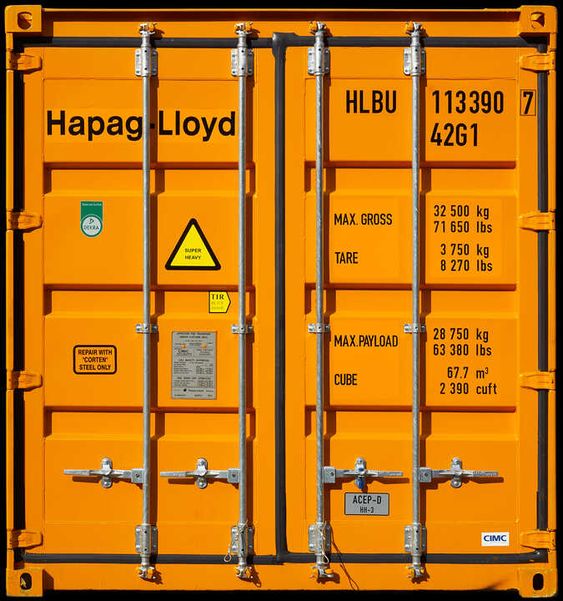 Hapag-Lloyd
HLBU 113390 7
42G1
MAX. GROSS 32 500 kg
71 650 lbs
TARE 3 750 kg
8 270 lbs
MAX.PAYLOAD 28 750 kg
63 380 lbs
CUBE 67.7 m³
2 390 cuft
DEKRA
SUPER
HEAVY
TIR
REPAIR WITH
'CORTEN'
STEEL ONLY
ACEP-D
HH-3
CIMC